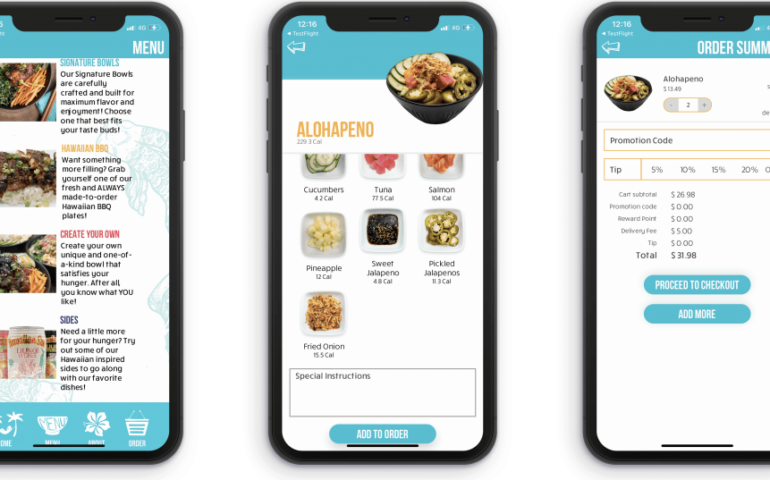 MENU
SIGNATURE BOWLS
Our Signature Bowls
are carefully
crafted and built for
maximum flavor and
enjoyment! Choose
one that best fits
your taste buds!
HAWAIIAN BBQ
Want something
more filling? Grab
yourself one of our
fresh and ALWAYS
made-to-order
Hawaiian BBQ
plates!
CREATE YOUR OWN
Create your own
unique and one-of-
a-kind bowl that
satisfies your
hunger. After all,
you know what YOU
like!
SIDES
Need a little more
for your hunger? Try
out some of our
Hawaiian inspired
sides to go along
with our favorite
dishes!
OME
MENU
ABOUT
ORDER
12:16
4G
◂ TestFlight
ALOHAPENO
229.3 Cal
Cucumbers
4.2 Cal
Tuna
77.5 Cal
Salmon
104 Cal
Pineapple
12 Cal
Sweet
Jalapeno
4.8 Cal
Pickled
Jalapenos
11.3 Cal
Fried Onion
15.5 Cal
Special Instructions
ADD TO ORDER
12:16
◂ TestFlight
ORDER SUMM
Alohapeno
$ 13.49
- 2 +
de
Promotion Code
Tip 5% 10% 15% 20% O
Cart subtotal $ 26.98
Promotion code $ 0.00
Reward Point $ 0.00
Delivery Fee $ 5.00
Tip $ 0.00
Total $ 31.98
PROCEED TO CHECKOUT
ADD MORE